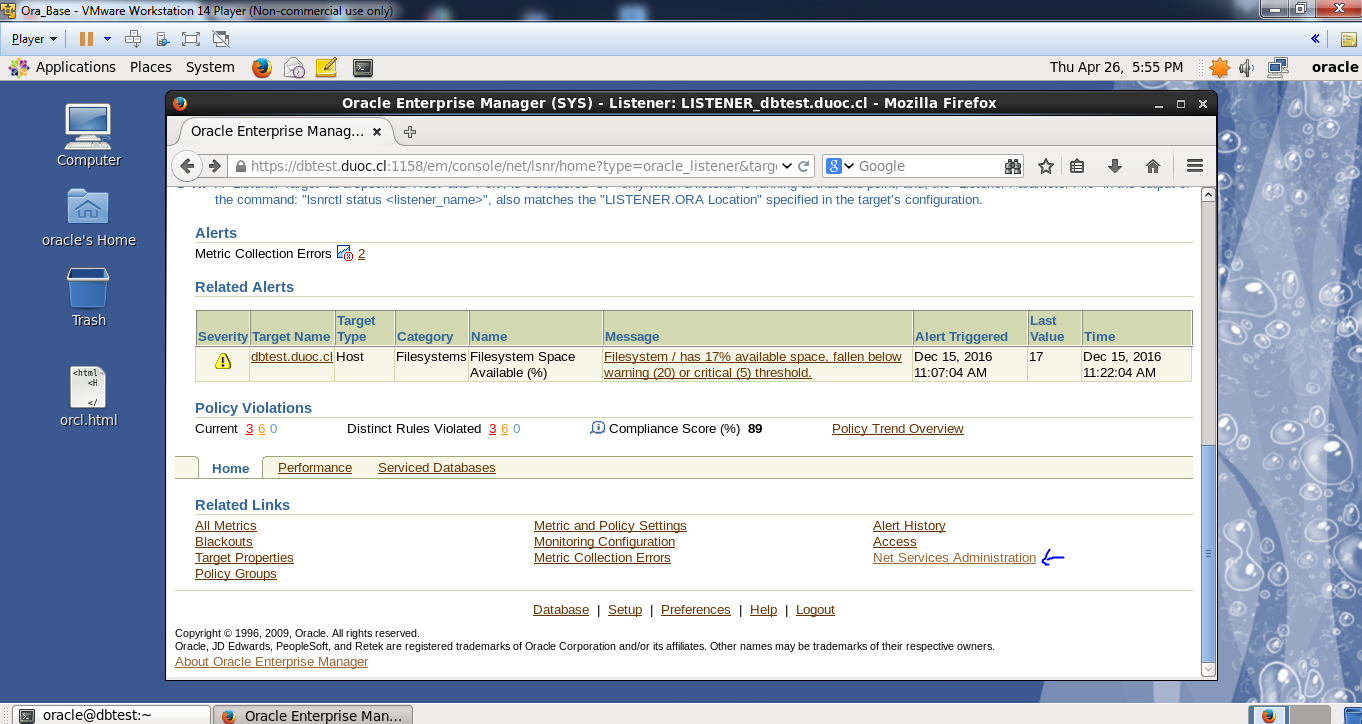 Ora_Base - VMware Workstation 14 Player (Non-commercial use only)
Player
Applications Places System
Thu Apr 26, 5:55 PM
oracle
Computer
oracle's Home
Trash
<html
<H
</
orcl.html
Oracle Enterprise Manager (SYS) - Listener: LISTENER_dbtest.duoc.cl - Mozilla Firefox
Oracle Enterprise Manag...
https://dbtest.duoc.cl:1158/em/console/net/lsnr/home?type=oracle_listener&targ
Google
the command: "lsnrctl status <listener_name>", also matches the "LISTENER.ORA Location" specified in the target's configuration.
Alerts
Metric Collection Errors 2
Related Alerts
Severity Target Name Target Type Category Name Message Alert Triggered Last Value Time
dbtest.duoc.cl Host Filesystems Filesystem Space Available (%) Filesystem / has 17% available space, fallen below warning (20) or critical (5) threshold. Dec 15, 2016 11:07:04 AM 17 Dec 15, 2016 11:22:04 AM
Policy Violations
Current 3 6 0 Distinct Rules Violated 3 6 0 Compliance Score (%) 89 Policy Trend Overview
Home Performance Serviced Databases
Related Links
All Metrics Metric and Policy Settings Alert History
Blackouts Monitoring Configuration Access
Target Properties Metric Collection Errors Net Services Administration
Policy Groups
Database | Setup | Preferences | Help | Logout
Copyright © 1996, 2009, Oracle. All rights reserved.
Oracle, JD Edwards, PeopleSoft, and Retek are registered trademarks of Oracle Corporation and/or its affiliates. Other names may be trademarks of their respective owners.
About Oracle Enterprise Manager
oracle@dbtest:~
Oracle Enterprise Man...